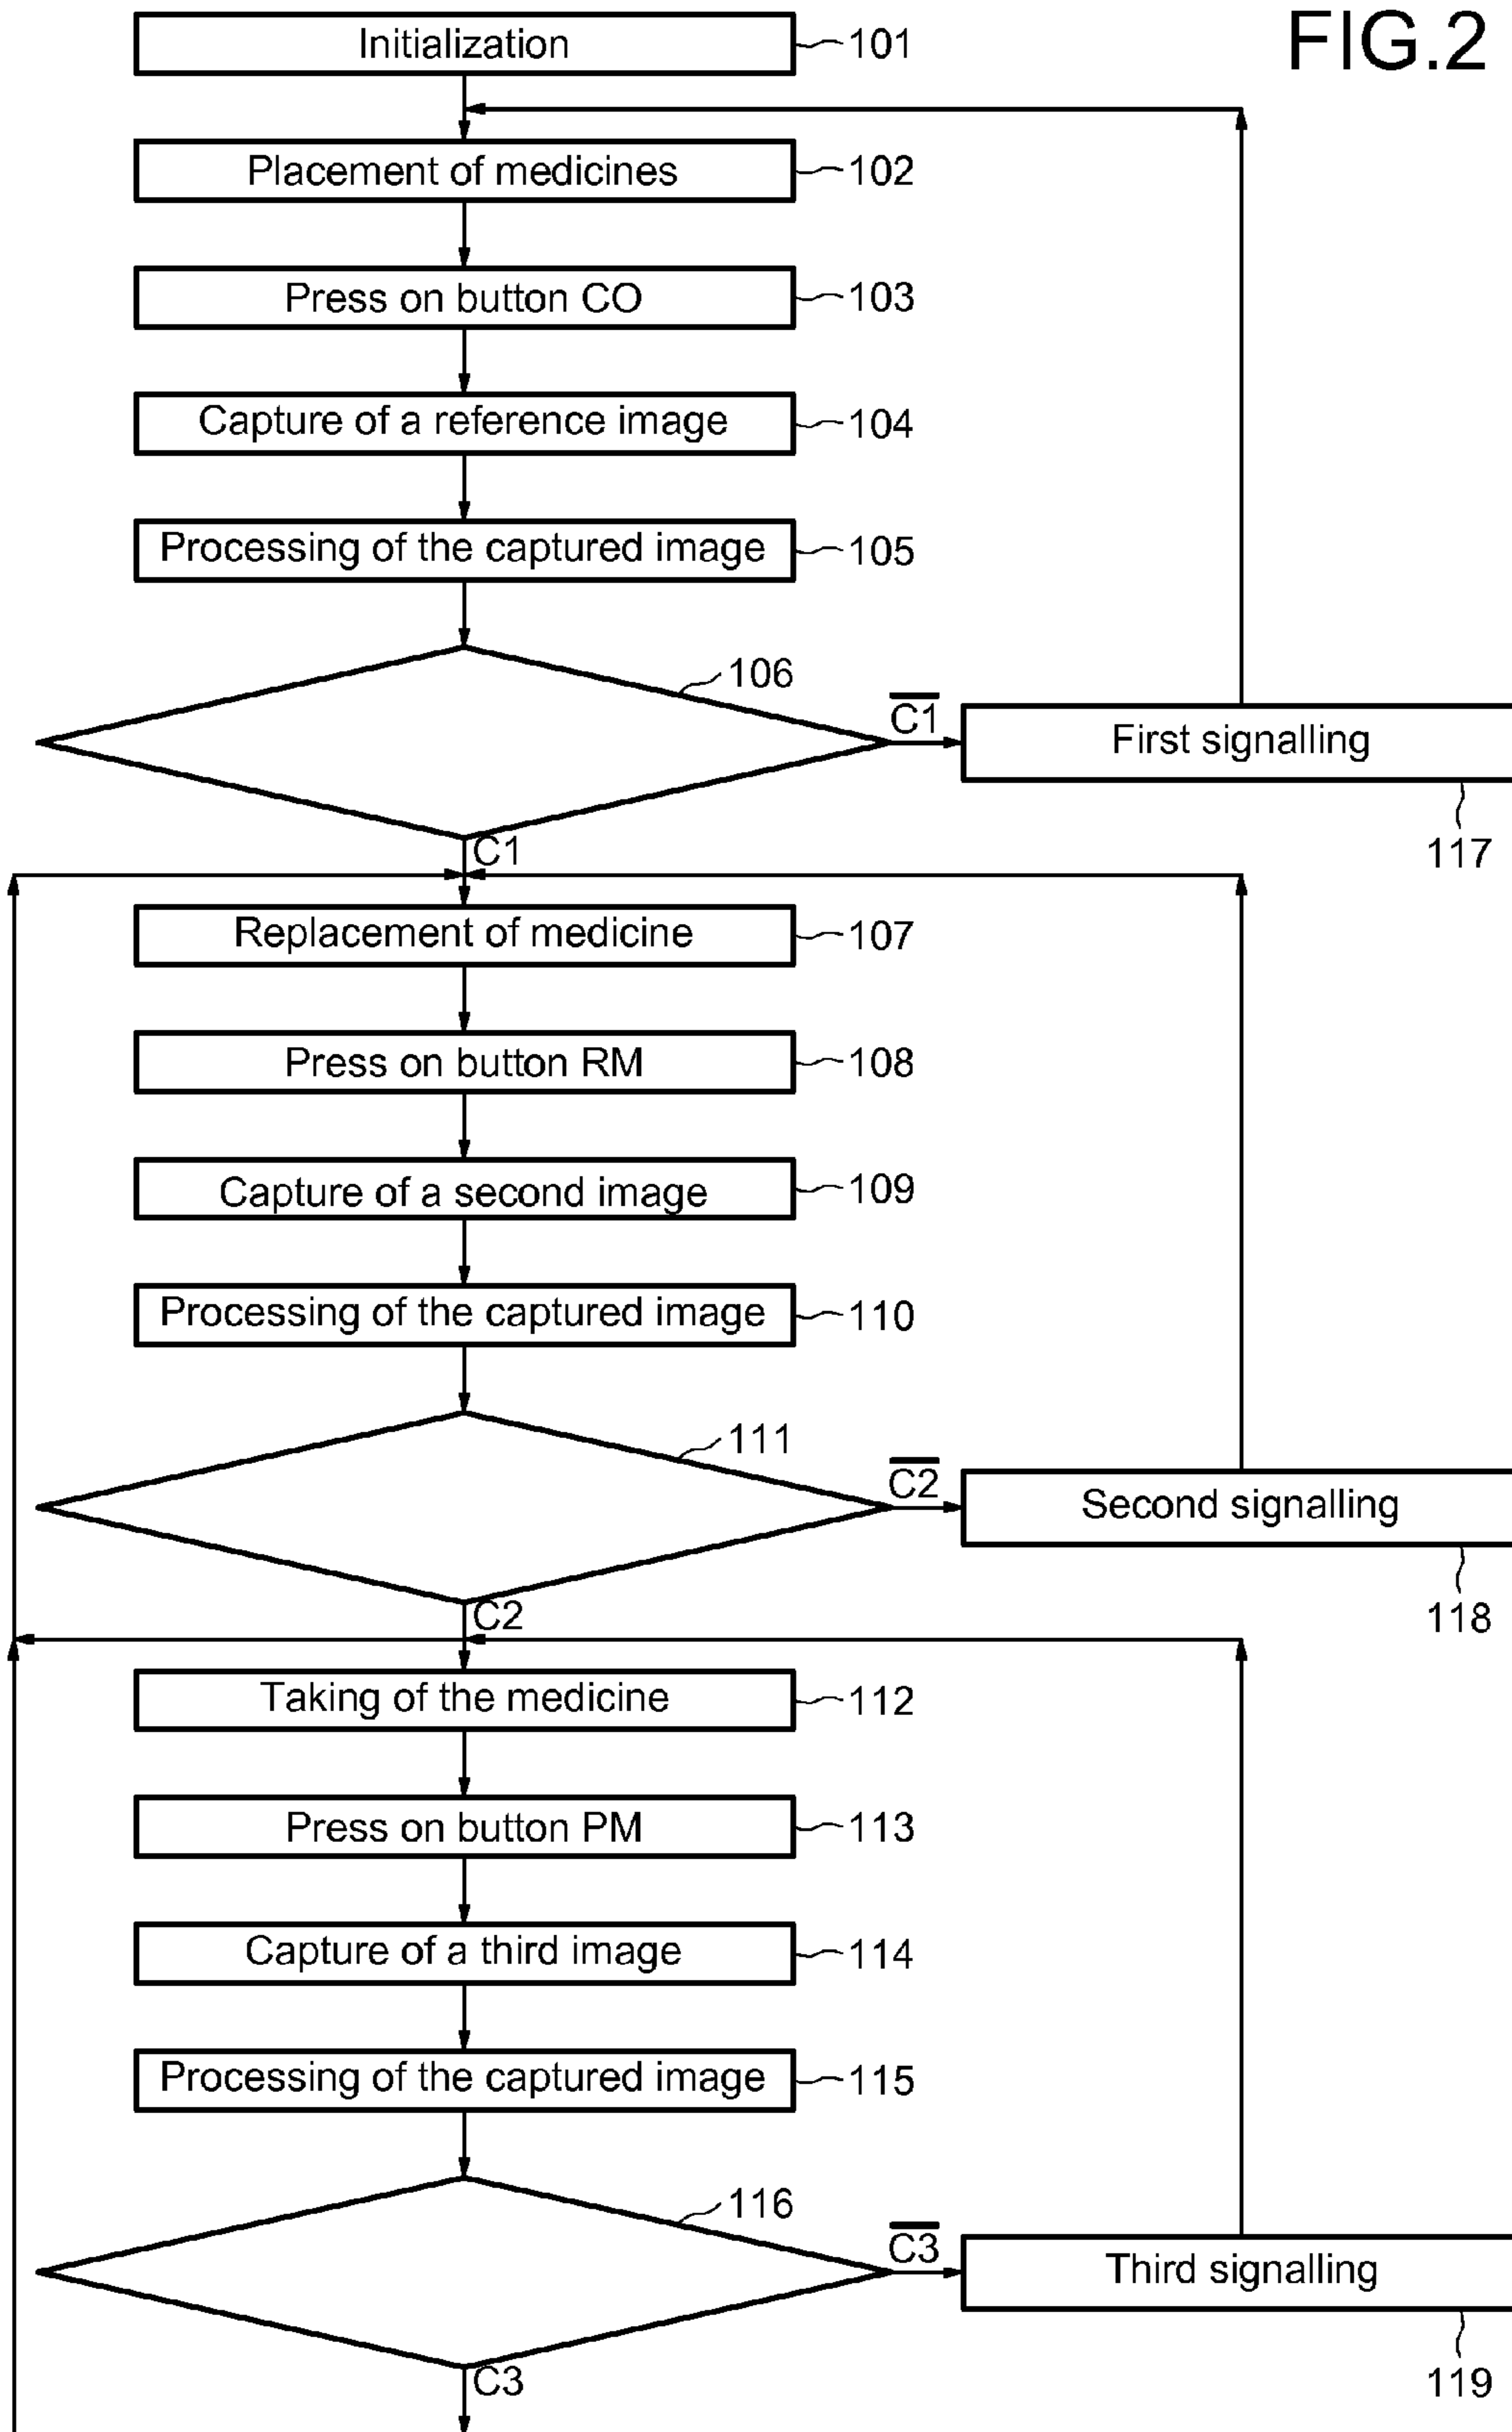 FIG.2
Initialization 101
Placement of medicines 102
Press on button CO 103
Capture of a reference image 104
Processing of the captured image 105
106
C1
First signalling
117
C1
Replacement of medicine 107
Press on button RM 108
Capture of a second image 109
Processing of the captured image 110
111
C2
Second signalling
118
C2
Taking of the medicine 112
Press on button PM 113
Capture of a third image 114
Processing of the captured image 115
116
C3
Third signalling
119
C3